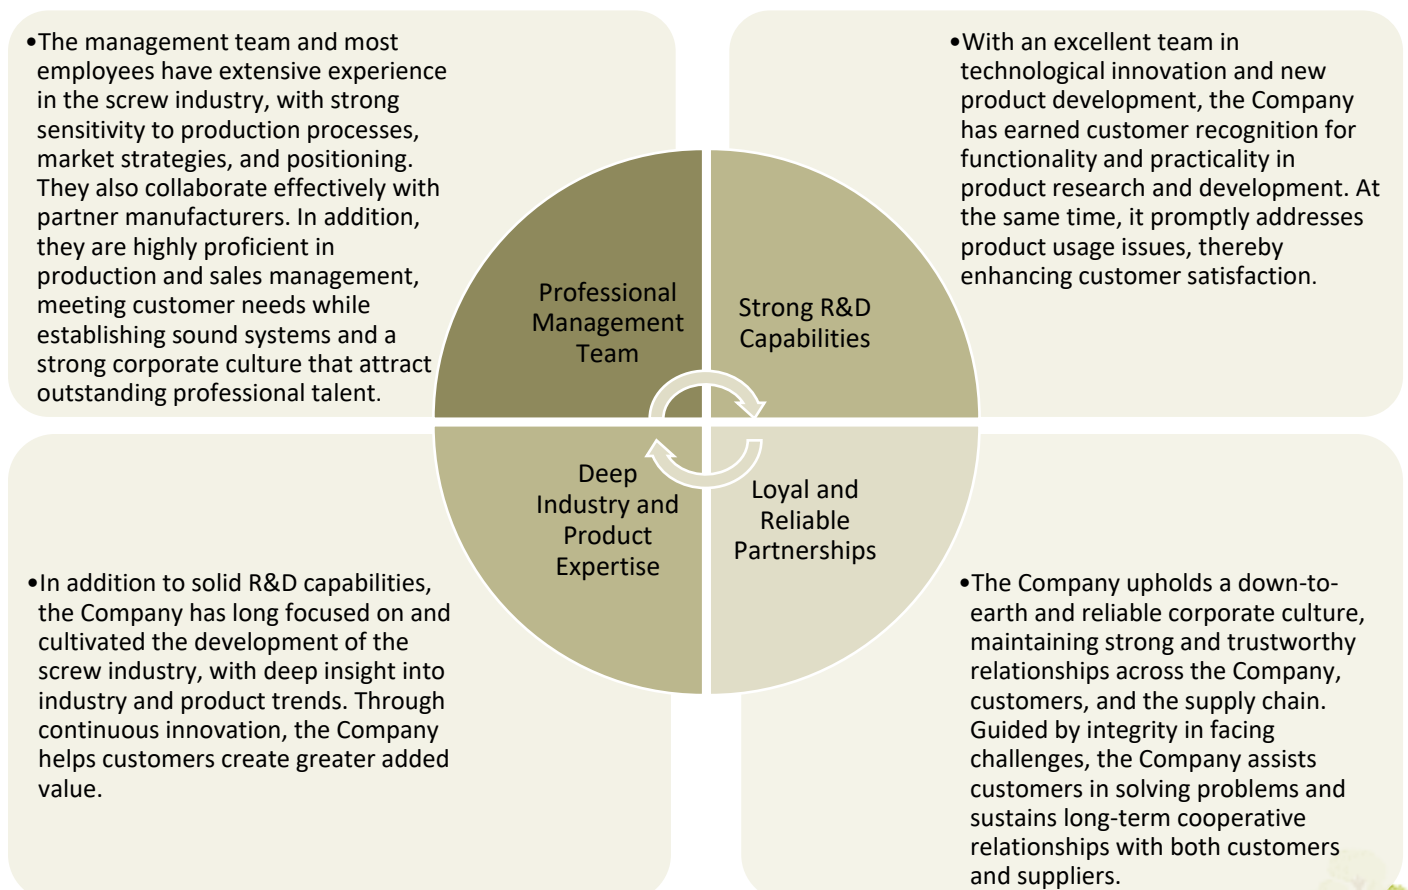 •The management team and most
employees have extensive experience
in the screw industry, with strong
sensitivity to production processes,
market strategies, and positioning.
They also collaborate effectively with
partner manufacturers. In addition,
they are highly proficient in
production and sales management,
meeting customer needs while
establishing sound systems and a
strong corporate culture that attract
outstanding professional talent.
•With an excellent team in
technological innovation and new
product development, the Company
has earned customer recognition for
functionality and practicality in
product research and development. At
the same time, it promptly addresses
product usage issues, thereby
enhancing customer satisfaction.
Professional
Management
Team
Strong R&D
Capabilities
Deep
Industry and
Product
Expertise
Loyal and
Reliable
Partnerships
•In addition to solid R&D capabilities,
the Company has long focused on and
cultivated the development of the
screw industry, with deep insight into
industry and product trends. Through
continuous innovation, the Company
helps customers create greater added
value.
•The Company upholds a down-to-
earth and reliable corporate culture,
maintaining strong and trustworthy
relationships across the Company,
customers, and the supply chain.
Guided by integrity in facing
challenges, the Company assists
customers in solving problems and
sustains long-term cooperative
relationships with both customers
and suppliers.